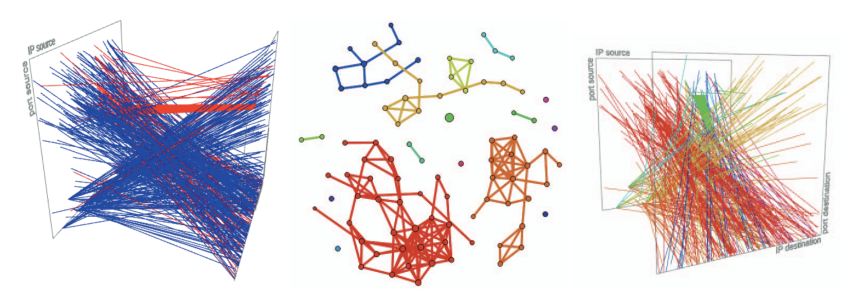 IP source
port source
IP source
port source
port destination
IP destination